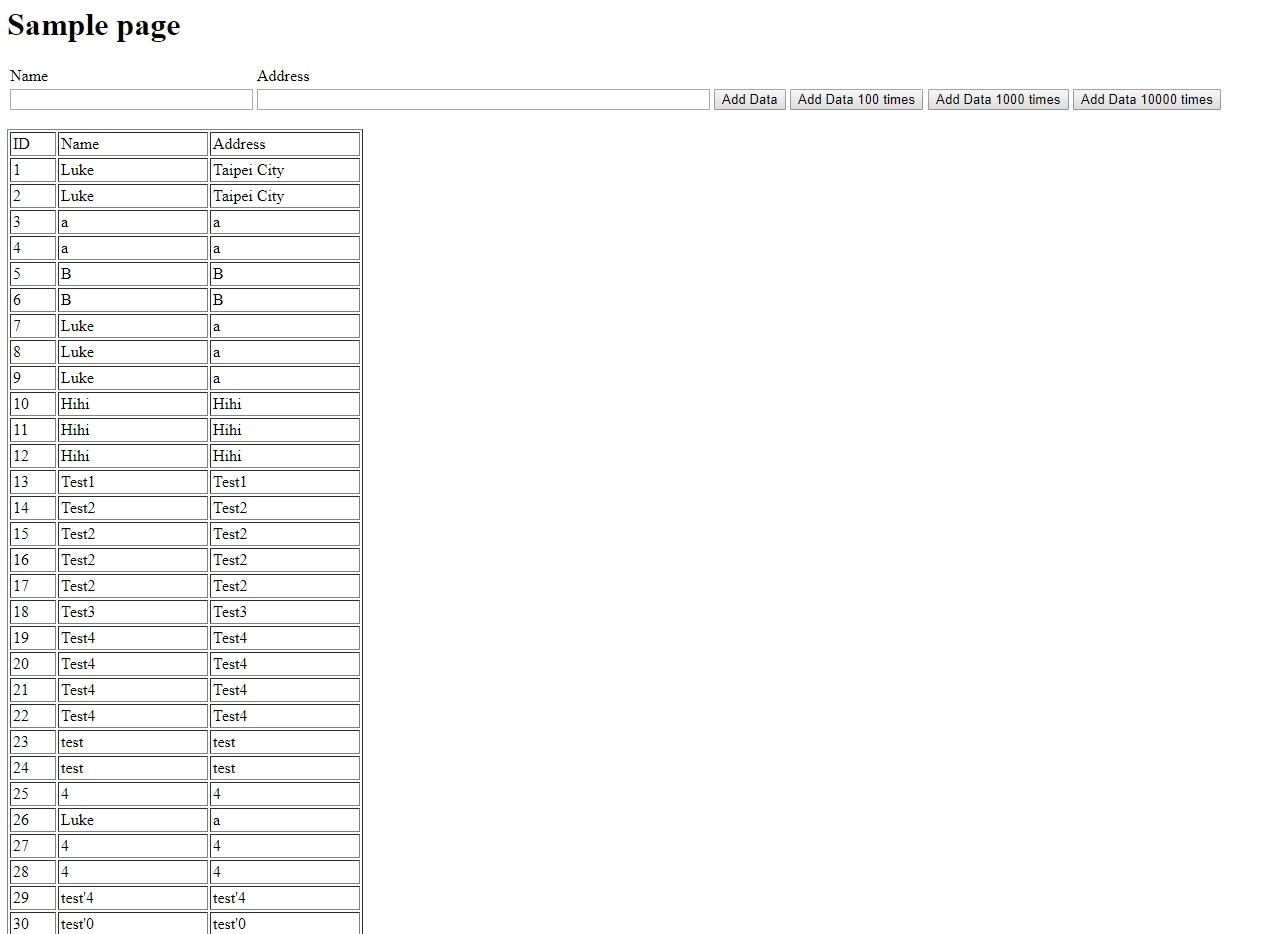 Sample page
Name Address
Add Data Add Data 100 times Add Data 1000 times Add Data 10000 times
ID Name Address
1 Luke Taipei City
2 Luke Taipei City
3 a a
4 a a
5 B B
6 B B
7 Luke a
8 Luke a
9 Luke a
10 Hihi Hihi
11 Hihi Hihi
12 Hihi Hihi
13 Test1 Test1
14 Test2 Test2
15 Test2 Test2
16 Test2 Test2
17 Test2 Test2
18 Test3 Test3
19 Test4 Test4
20 Test4 Test4
21 Test4 Test4
22 Test4 Test4
23 test test
24 test test
25 4 4
26 Luke a
27 4 4
28 4 4
29 test'4 test'4
30 test'0 test'0